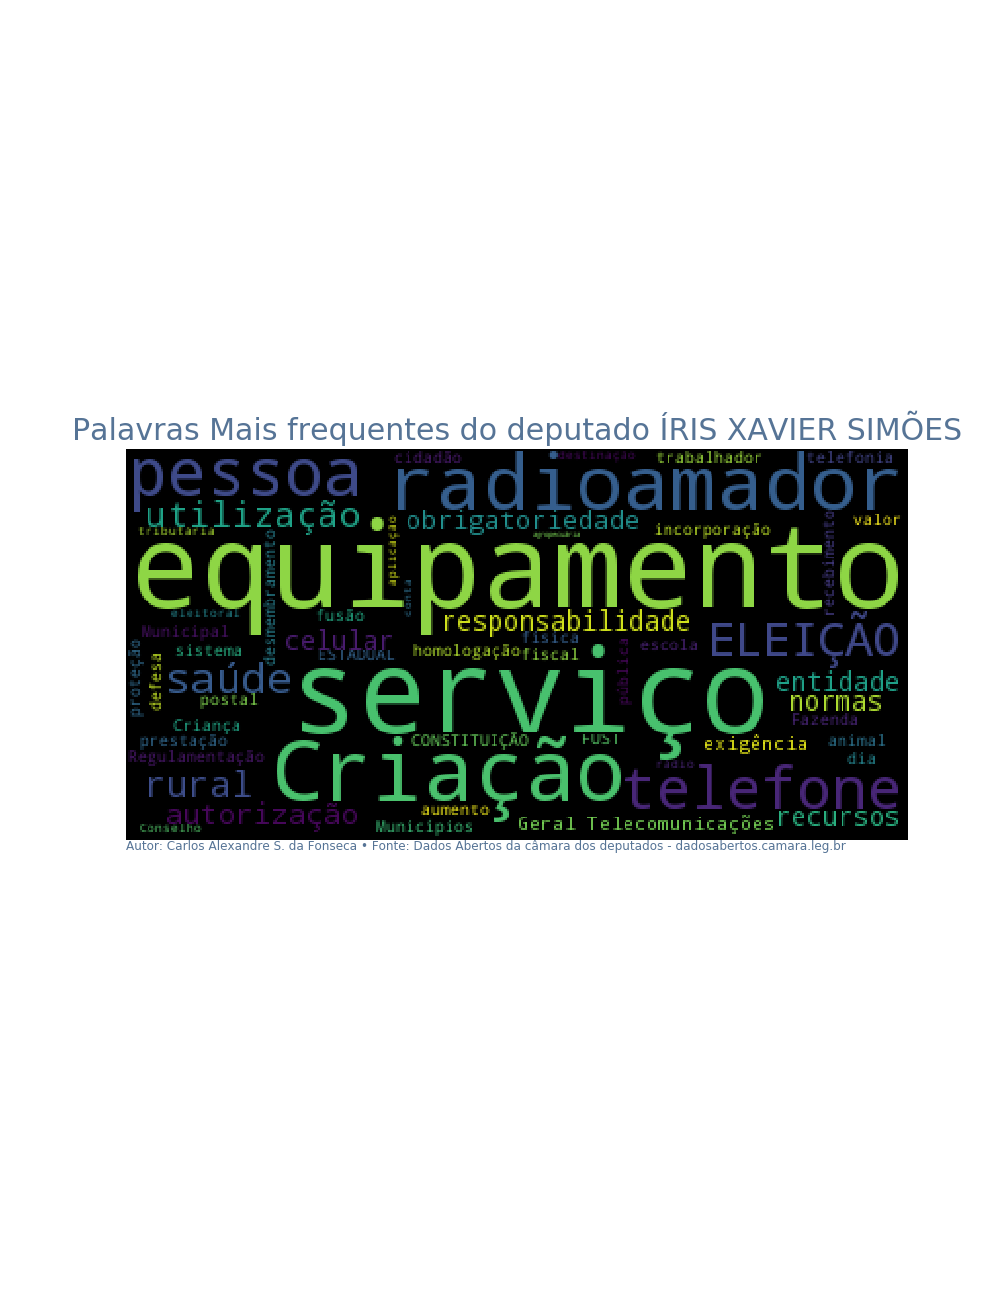 Palavras Mais frequentes do deputado ÍRIS XAVIER SIMÕES
pessoa
cidadão
destinação
trabalhador
telefonia
radioamador
utilização
obrigatoriedade
incorporação
valor
tributária
aplicação
agropecuária
equipamento
recebimento
desmembramento
conta
eleitoral
fusão
responsabilidade
Municipal
celular
física
ELEIÇÃO
sistema
ESTADUAL
homologação
fiscal
pública
escola
proteção
defesa
saúde
serviço
entidade
postal
normas
Criança
Fazenda
prestação
CONSTITUIÇÃO
FUST
exigência
animal
Regulamentação
Criação
rádio
dia
rural
telefone
autorização
aumento
recursos
Conselho
Municípios
Geral Telecomunicações
Autor: Carlos Alexandre S. da Fonseca • Fonte: Dados Abertos da câmara dos deputados - dadosabertos.camara.leg.br